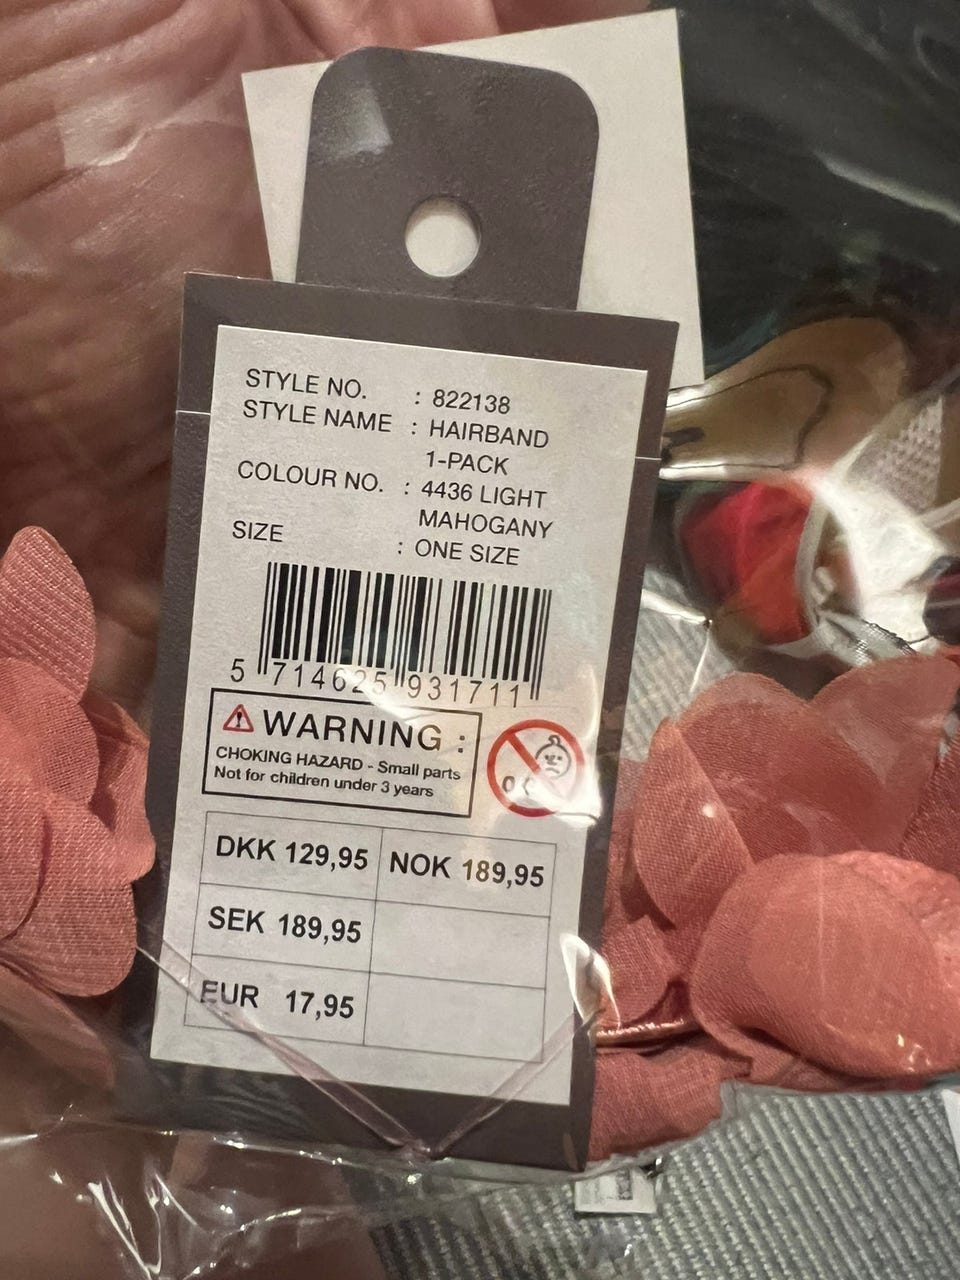 STYLE NO. : 822138
STYLE NAME : HAIRBAND
1-PACK
COLOUR NO. : 4436 LIGHT
MAHOGANY
SIZE : ONE SIZE
5 714625 931711
WARNING :
CHOKING HAZARD - Small parts
Not for children under 3 years
DKK 129,95 NOK 189,95
SEK 189,95
EUR 17,95